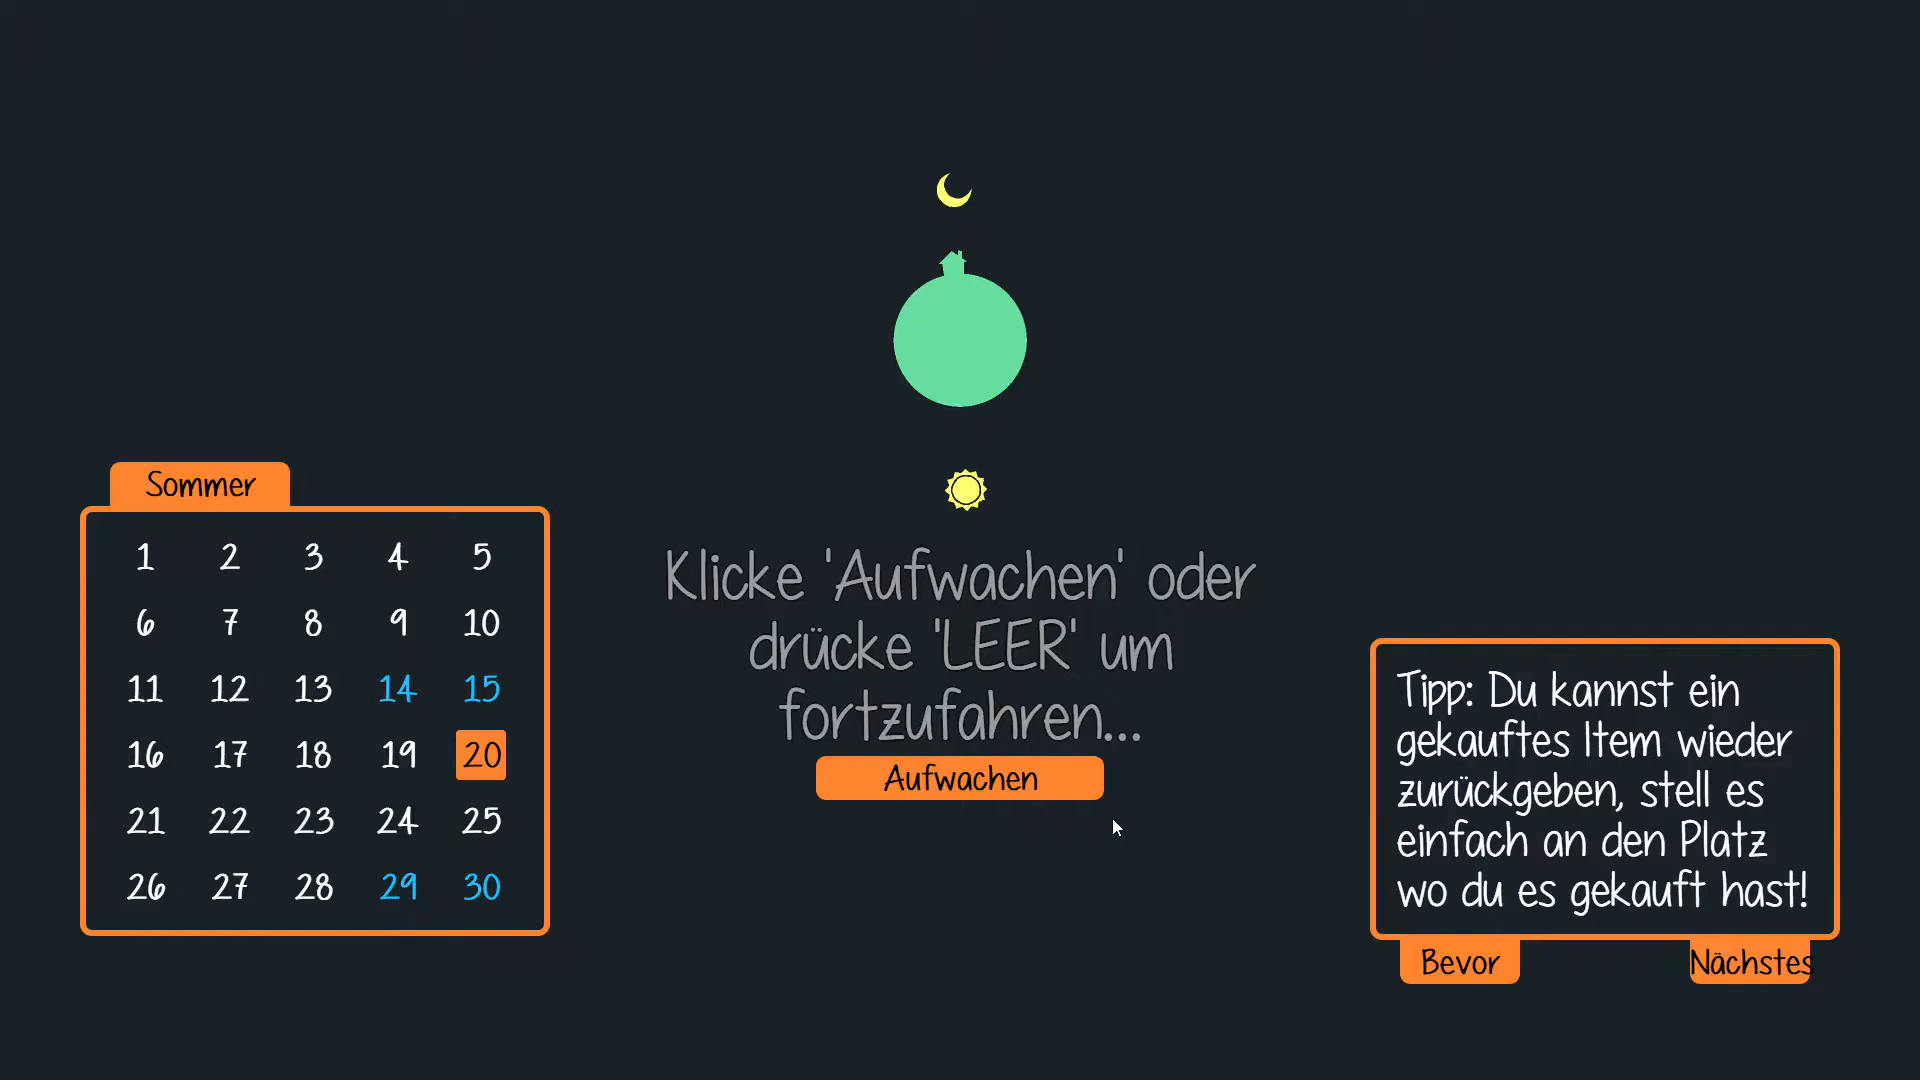 Sommer
1 2 3 4 5
6 7 8 9 10
11 12 13 14 15
16 17 18 19 20
21 22 23 24 25
26 27 28 29 30
Klicke 'Aufwachen' oder
drücke 'LEER' um
fortzufahren...
Aufwachen
Tipp: Du kannst ein
gekauftes Item wieder
zurückgeben, stell es
einfach an den Platz
wo du es gekauft hast!
Bevor
Nächstes